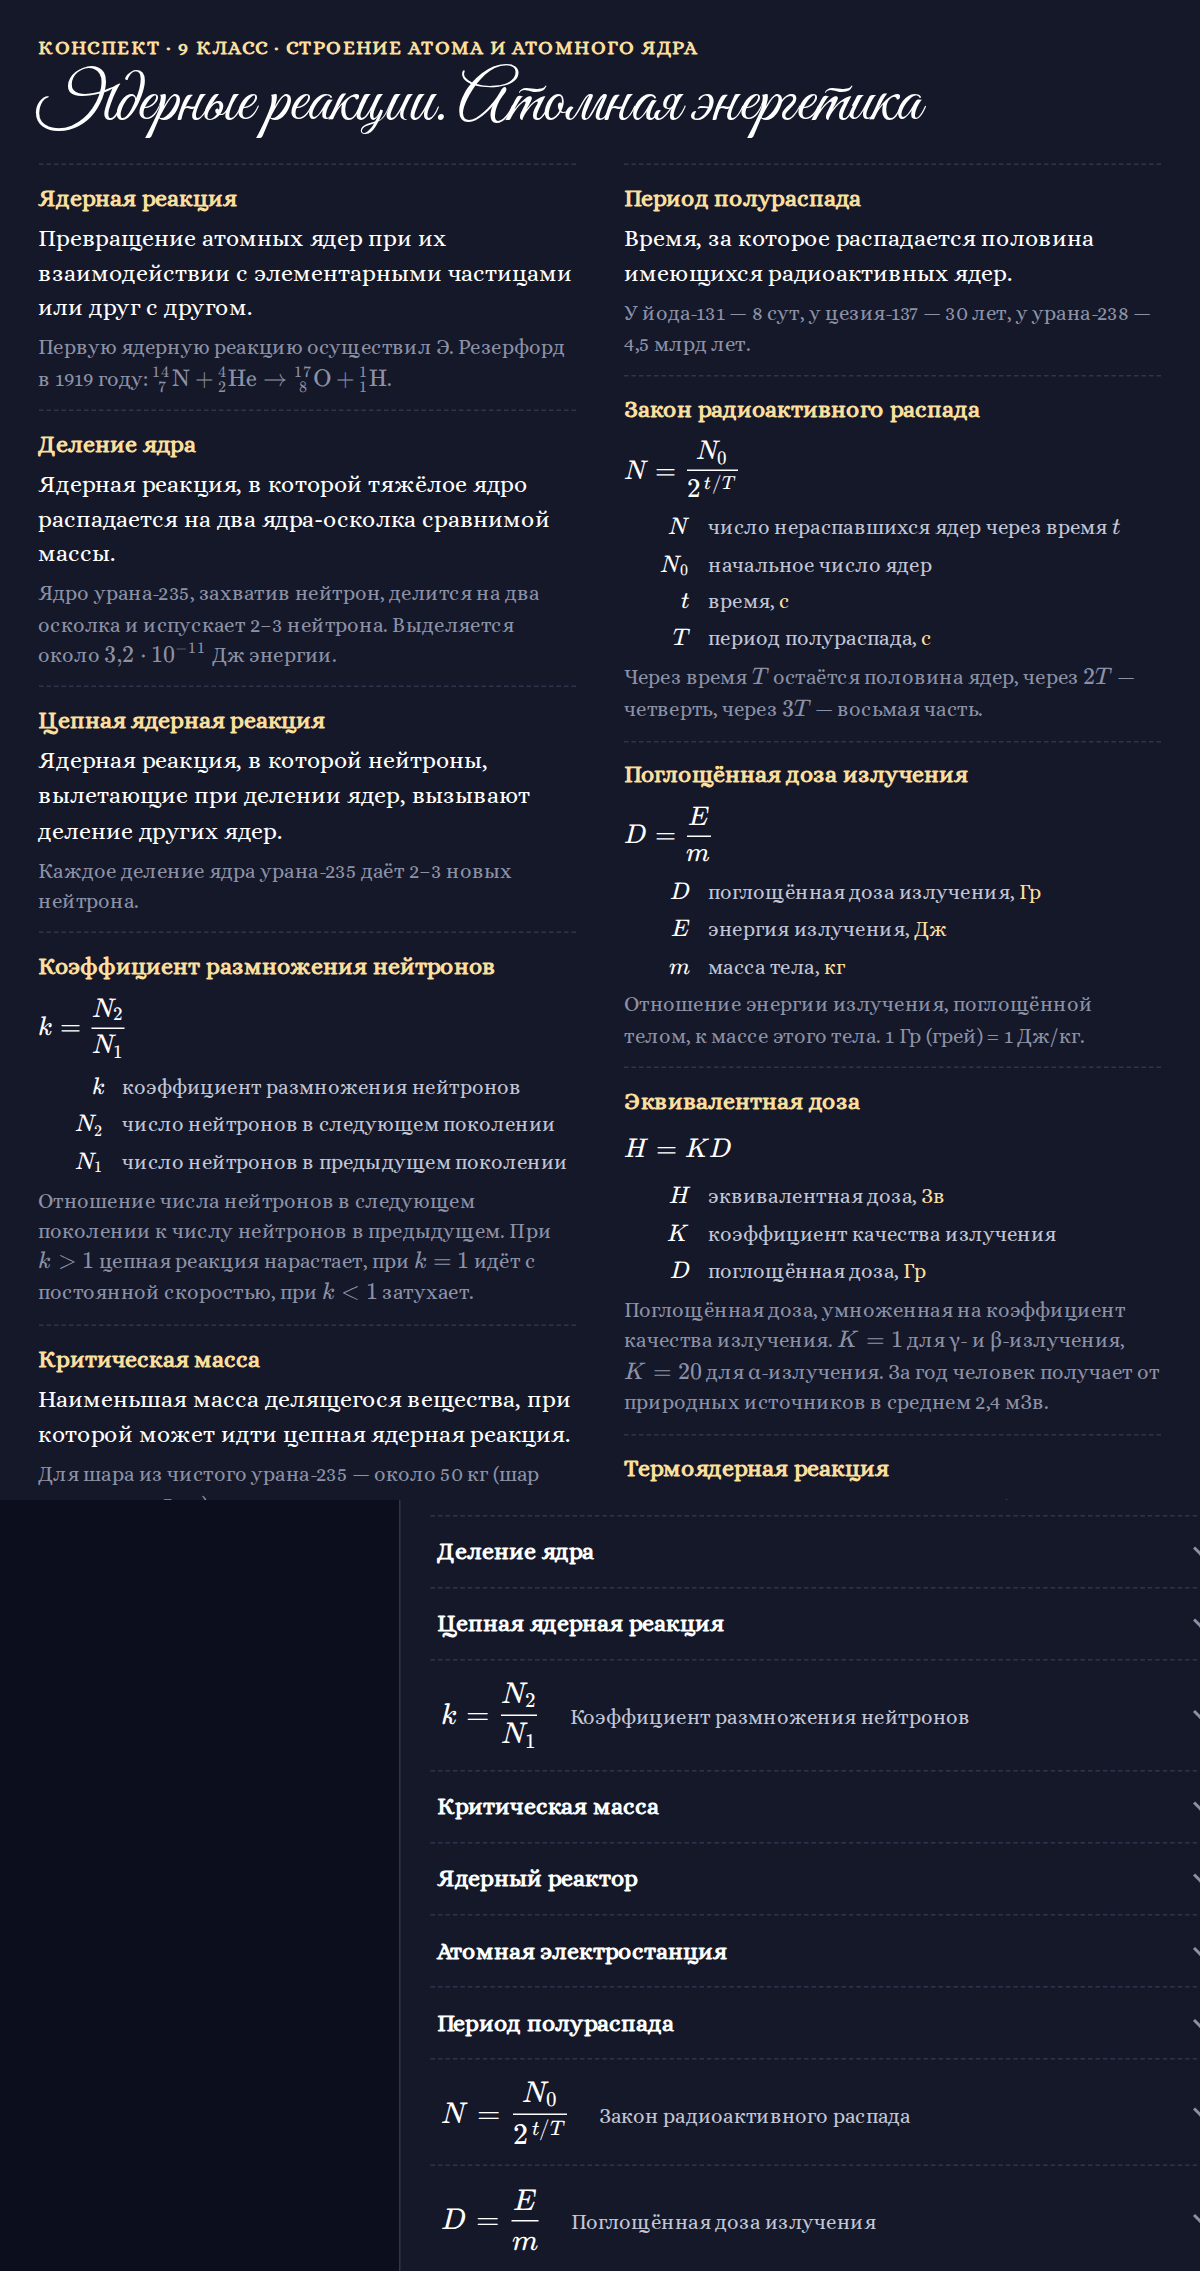 КОНСПЕКТ · 9 КЛАСС · СТРОЕНИЕ АТОМА И АТОМНОГО ЯДРА
Ядерные реакции. Атомная энергетика
Ядерная реакция
Превращение атомных ядер при их
взаимодействии с элементарными частицами
или друг с другом.
Первую ядерную реакцию осуществил Э. Резерфорд
в 1919 году: ¹⁴₇N + ⁴₂He → ¹⁷₈O + ¹₁H.
Деление ядра
Ядерная реакция, в которой тяжёлое ядро
распадается на два ядра-осколка сравнимой
массы.
Ядро урана-235, захватив нейтрон, делится на два
осколка и испускает 2–3 нейтрона. Выделяется
около 3,2 · 10⁻¹¹ Дж энергии.
Цепная ядерная реакция
Ядерная реакция, в которой нейтроны,
вылетающие при делении ядер, вызывают
деление других ядер.
Каждое деление ядра урана-235 даёт 2–3 новых
нейтрона.
Коэффициент размножения нейтронов
k = N₂/N₁
k коэффициент размножения нейтронов
N₂ число нейтронов в следующем поколении
N₁ число нейтронов в предыдущем поколении
Отношение числа нейтронов в следующем
поколении к числу нейтронов в предыдущем. При
k > 1 цепная реакция нарастает, при k = 1 идёт с
постоянной скоростью, при k < 1 затухает.
Критическая масса
Наименьшая масса делящегося вещества, при
которой может идти цепная ядерная реакция.
Для шара из чистого урана-235 — около 50 кг (шар
Период полураспада
Время, за которое распадается половина
имеющихся радиоактивных ядер.
У йода-131 — 8 сут, у цезия-137 — 30 лет, у урана-238 —
4,5 млрд лет.
Закон радиоактивного распада
N = N₀/2^(t/T)
N число нераспавшихся ядер через время t
N₀ начальное число ядер
t время, с
T период полураспада, с
Через время T остаётся половина ядер, через 2T —
четверть, через 3T — восьмая часть.
Поглощённая доза излучения
D = E/m
D поглощённая доза излучения, Гр
E энергия излучения, Дж
m масса тела, кг
Отношение энергии излучения, поглощённой
телом, к массе этого тела. 1 Гр (грей) = 1 Дж/кг.
Эквивалентная доза
H = KD
H эквивалентная доза, Зв
K коэффициент качества излучения
D поглощённая доза, Гр
Поглощённая доза, умноженная на коэффициент
качества излучения. K = 1 для γ- и β-излучения,
K = 20 для α-излучения. За год человек получает от
природных источников в среднем 2,4 мЗв.
Термоядерная реакция
Деление ядра
Цепная ядерная реакция
k = N₂/N₁ Коэффициент размножения нейтронов
Критическая масса
Ядерный реактор
Атомная электростанция
Период полураспада
N = N₀/2^(t/T) Закон радиоактивного распада
D = E/m Поглощённая доза излучения